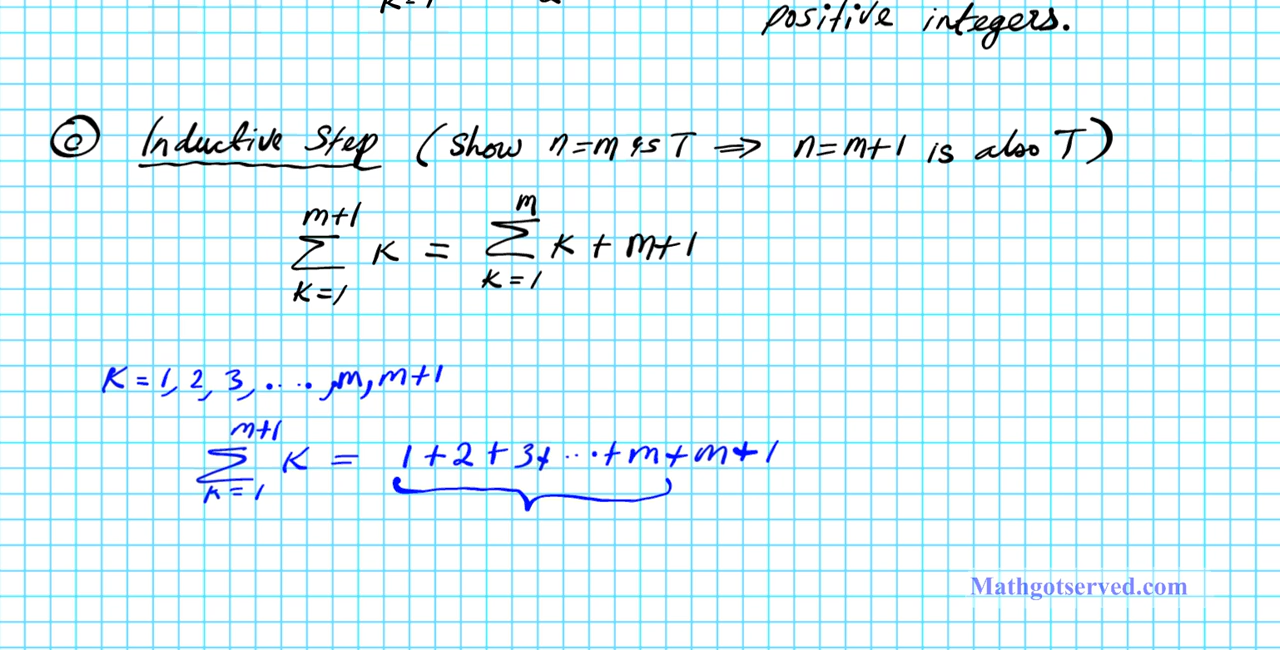 K=1
positive integers.
ⓒ Inductive Step (show n=m is T ⇒ n=m+1 is also T)
m+1 m
∑ K = ∑ K + m+1
K=1 K=1
K = 1, 2, 3, ...., m, m+1
m+1
∑ K = 1+2+3+...+m+m+1
K=1
Mathgotserved.com